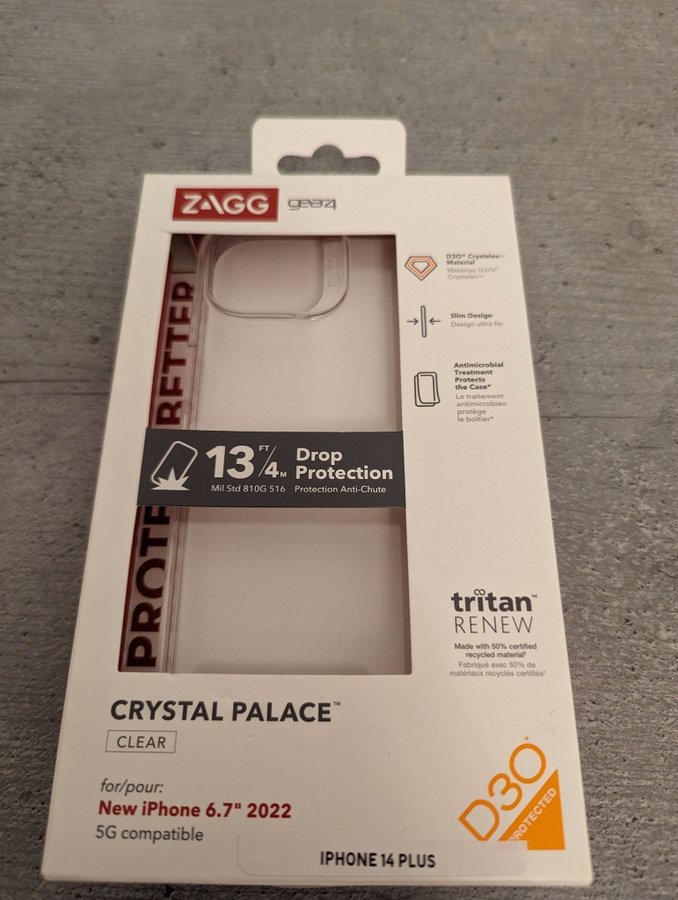 ZAGG gear4
D3O® Crystalex™
Material
Matériau D3O®
Crystalex™
Slim Design
Design ultra fin
Antimicrobial
Treatment
Protects
the Case*
Le traitement
antimicrobien
protège
le boîtier*
13 FT/4M Drop
Protection
Mil Std 810G 516 Protection Anti-Chute
tritan™
RENEW
Made with 50% certified
recycled material†
Fabriqué avec 50% de
matériaux recyclés certifiés†
CRYSTAL PALACE™
CLEAR
for/pour:
New iPhone 6.7" 2022
5G compatible
D3O
PROTECTED
IPHONE 14 PLUS